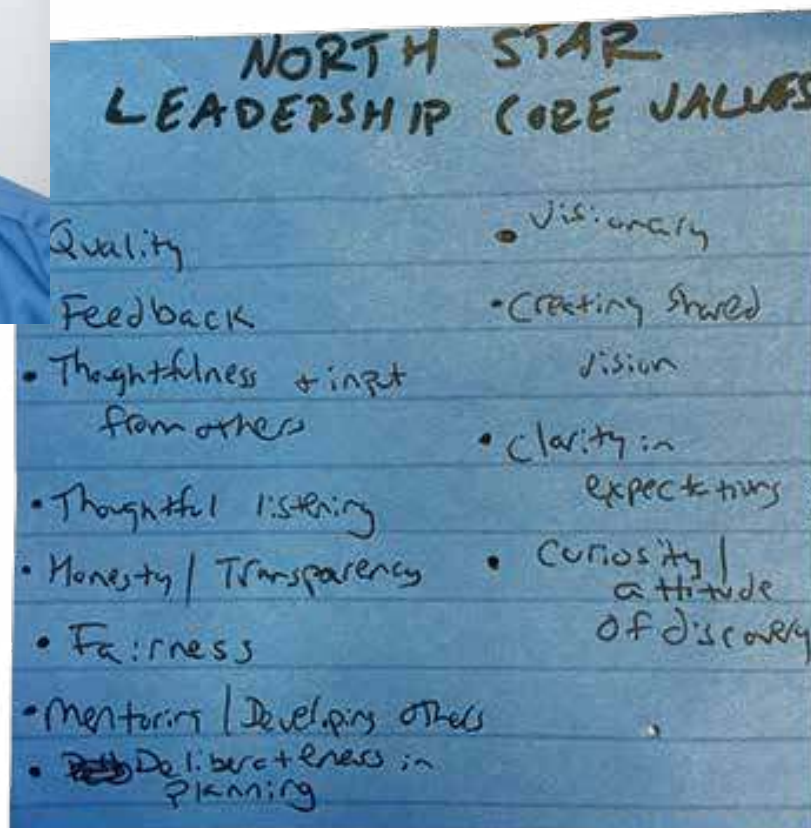 NORTH STAR
LEADERSHIP CORE VALUES
Quality
Feedback
• Thoughtfulness + input
from others
• Thoughtful listening
• Honesty | Transparency
• Fairness
• Mentoring | Developing others
• Deliberateness in
planning
• Visionary
• Creating Shared
vision
• Clarity in
expectations
• Curiosity |
attitude
of discovery